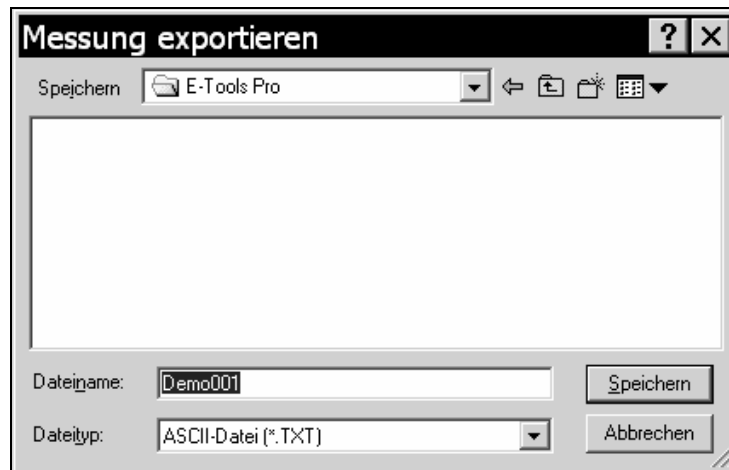 Messung exportieren ? X
Speichern E-Tools Pro
Dateiname: Demo001 Speichern
Dateityp: ASCII-Datei (*.TXT) Abbrechen